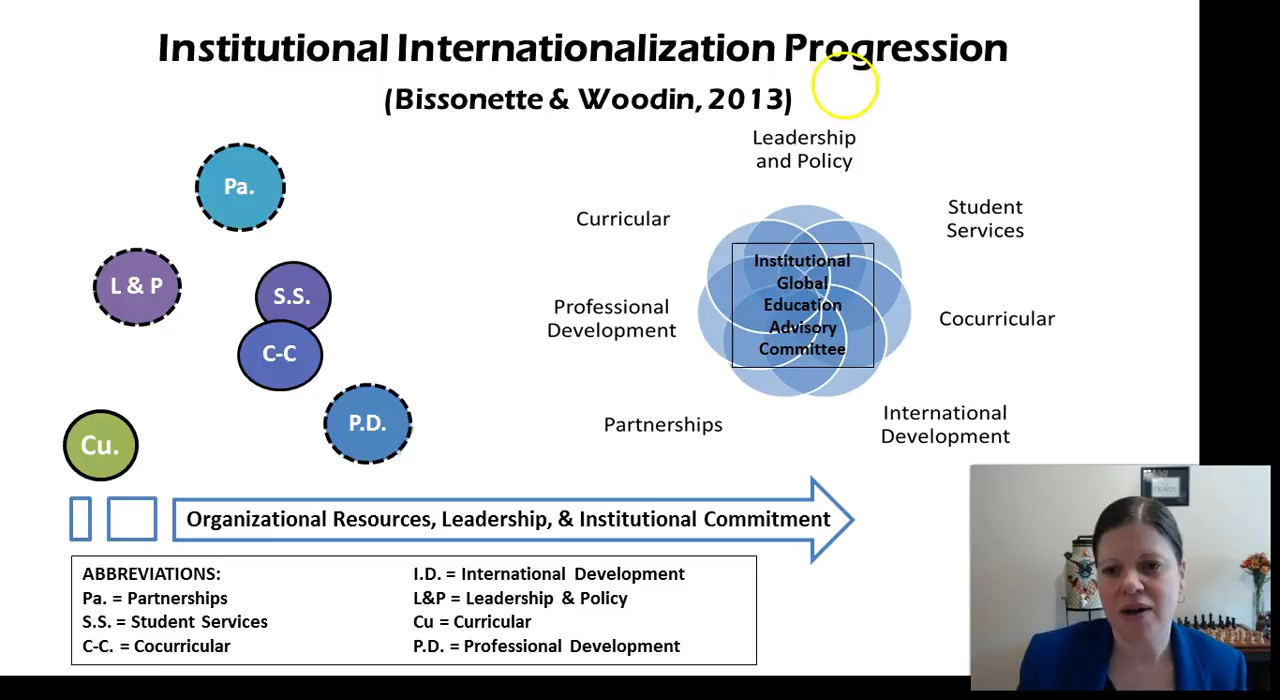 Institutional Internationalization Progression
(Bissonette & Woodin, 2013)
Leadership
and Policy
Pa.
Curricular
Student
Services
L & P
S.S.
Institutional
Global
Education
Advisory
Committee
Professional
Development
Cocurricular
C-C
P.D.
Cu.
Partnerships
International
Development
Organizational Resources, Leadership, & Institutional Commitment
ABBREVIATIONS:
Pa. = Partnerships
S.S. = Student Services
C-C. = Cocurricular
I.D. = International Development
L&P = Leadership & Policy
Cu = Curricular
P.D. = Professional Development